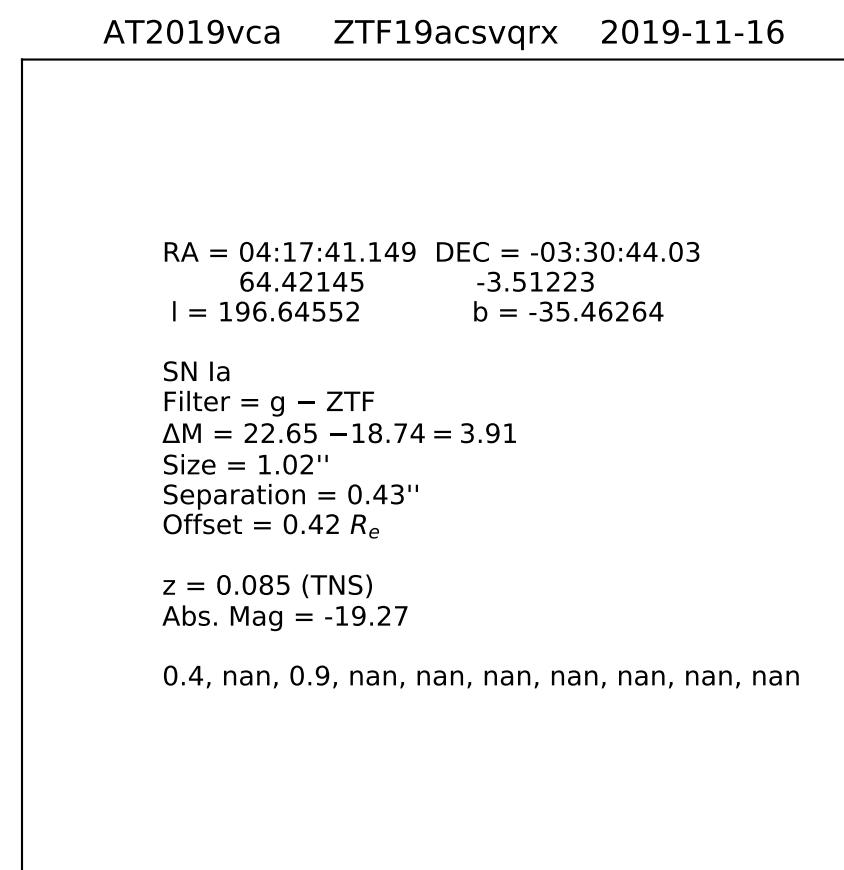 AT2019vca ZTF19acsvqrx 2019-11-16
RA = 04:17:41.149 DEC = -03:30:44.03
64.42145 -3.51223
l = 196.64552 b = -35.46264
SN Ia
Filter = g − ZTF
ΔM = 22.65 −18.74 = 3.91
Size = 1.02''
Separation = 0.43''
Offset = 0.42 Re
z = 0.085 (TNS)
Abs. Mag = -19.27
0.4, nan, 0.9, nan, nan, nan, nan, nan, nan, nan